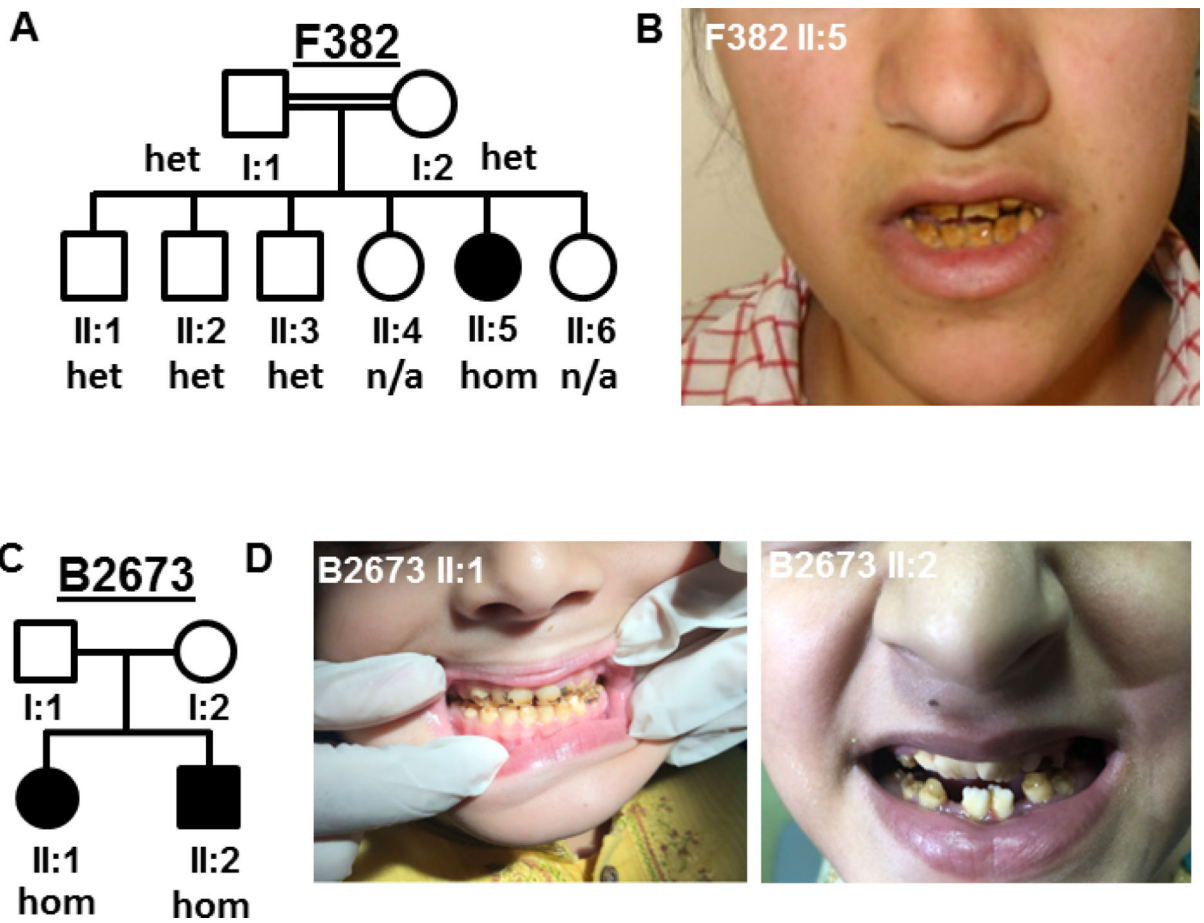 A
F382
het I:1 I:2 het
II:1 II:2 II:3 II:4 II:5 II:6
het het het n/a hom n/a
B
F382 II:5
C
B2673
I:1 I:2
II:1 II:2
hom hom
D
B2673 II:1
B2673 II:2